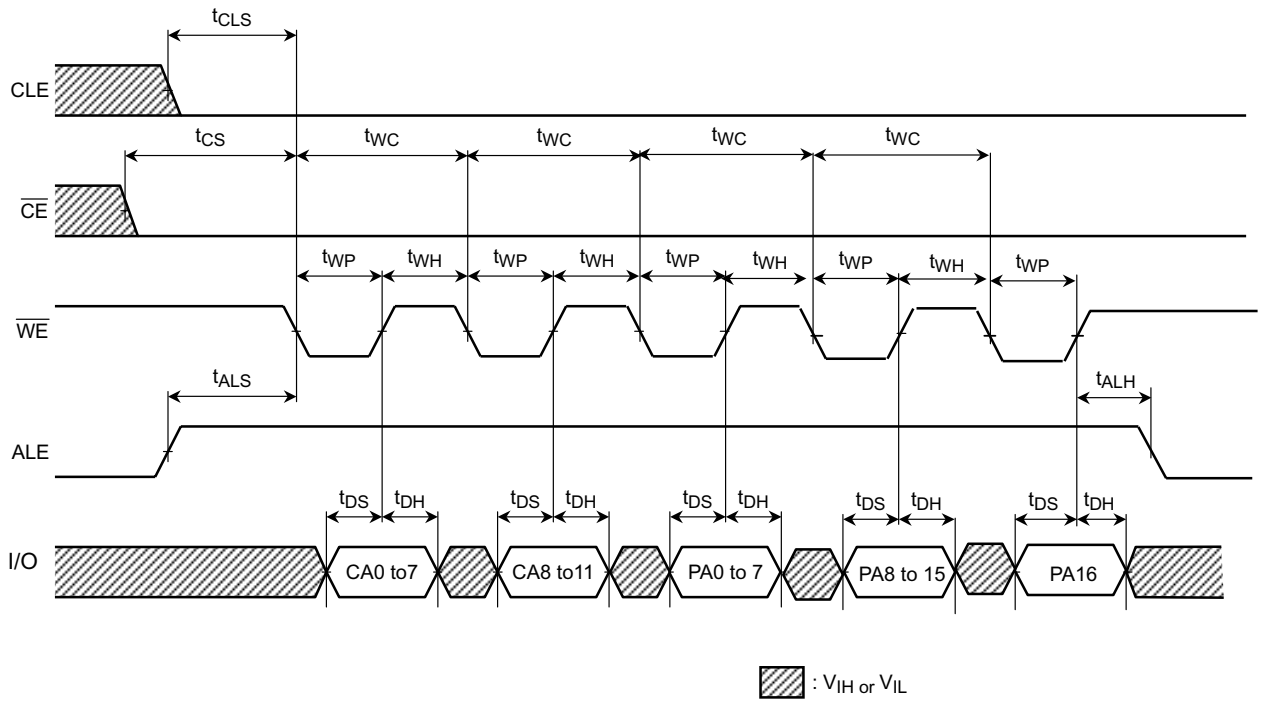 tCLS
CLE
tCS tWC tWC tWC tWC
CE
tWP tWH tWP tWH tWP tWH tWP tWH tWP
WE
tALS tALH
ALE
tDS tDH tDS tDH tDS tDH tDS tDH tDS tDH
I/O CA0 to7 CA8 to11 PA0 to 7 PA8 to 15 PA16
: VIH or VIL